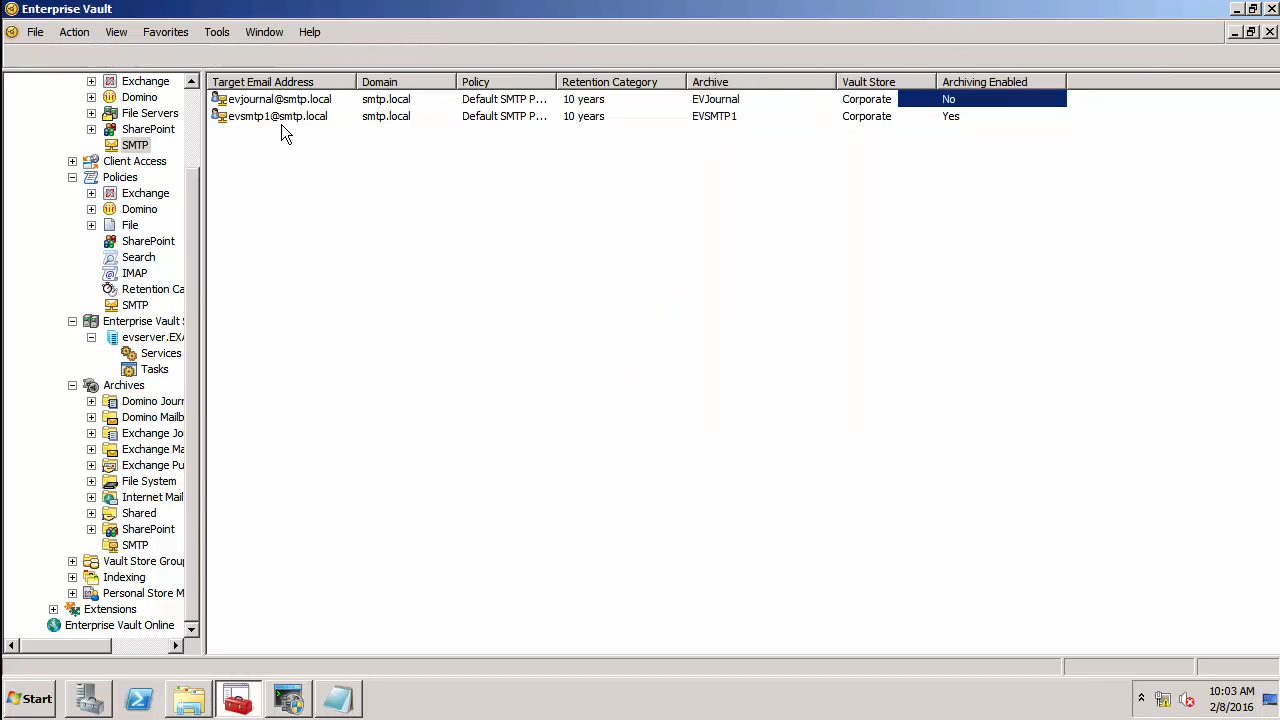 Enterprise Vault
File Action View Favorites Tools Window Help
Exchange
Domino
File Servers
SharePoint
SMTP
Client Access
Policies
Exchange
Domino
File
SharePoint
Search
IMAP
Retention Ca
SMTP
Enterprise Vault S
evserver.EXA
Services
Tasks
Archives
Domino Journ
Domino Mailb
Exchange Jo
Exchange Ma
Exchange Pu
File System
Internet Mail
Shared
SharePoint
SMTP
Vault Store Group
Indexing
Personal Store M
Extensions
Enterprise Vault Online
Target Email Address Domain Policy Retention Category Archive Vault Store Archiving Enabled
evjournal@smtp.local smtp.local Default SMTP P... 10 years EVJournal Corporate No
evsmtp1@smtp.local smtp.local Default SMTP P... 10 years EVSMTP1 Corporate Yes
Start
10:03 AM
2/8/2016